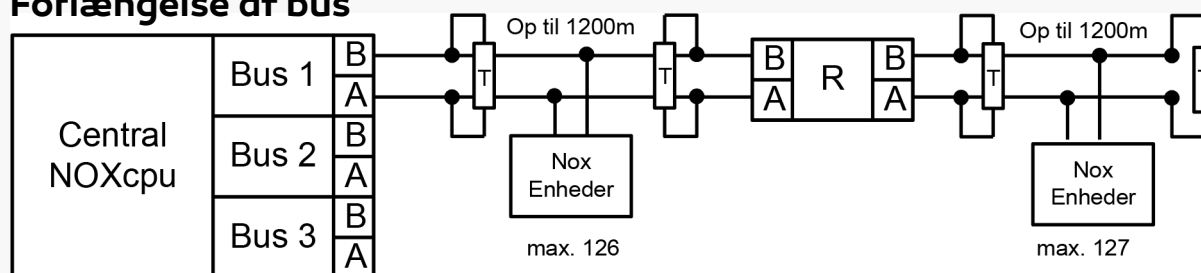 Forlængelse af bus
Op til 1200m
Op til 1200m
B
Bus 1
A
T
T
B
A
R
B
A
T
Central
NOXcpu
B
Bus 2
A
Nox
Enheder
Nox
Enheder
B
Bus 3
A
max. 126
max. 127